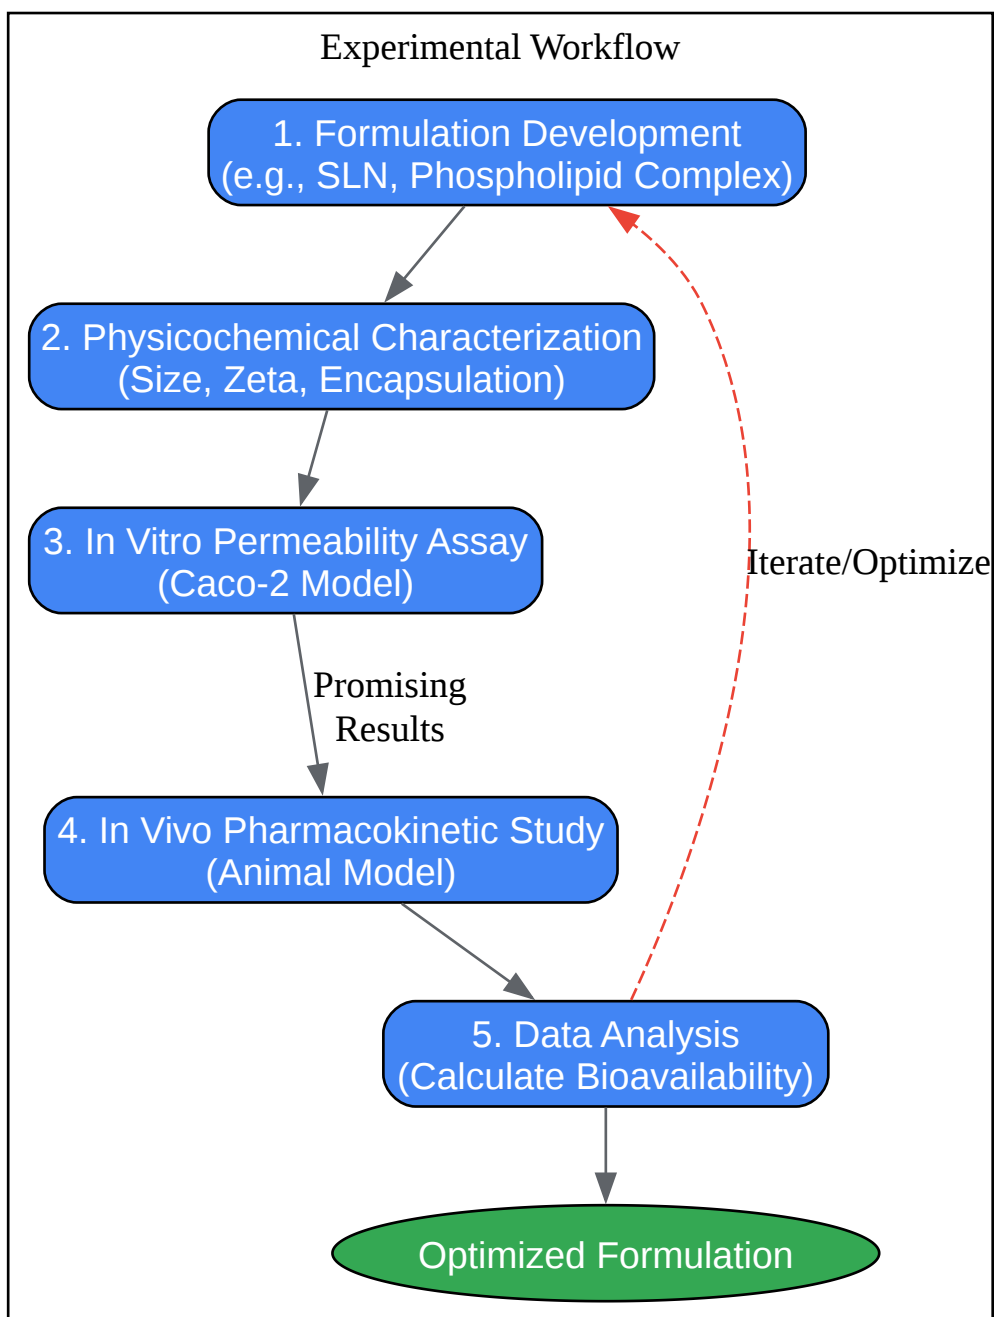 Experimental Workflow
1. Formulation Development
(e.g., SLN, Phospholipid Complex)
2. Physicochemical Characterization
(Size, Zeta, Encapsulation)
3. In Vitro Permeability Assay
(Caco-2 Model)
Iterate/Optimize
Promising
Results
4. In Vivo Pharmacokinetic Study
(Animal Model)
5. Data Analysis
(Calculate Bioavailability)
Optimized Formulation